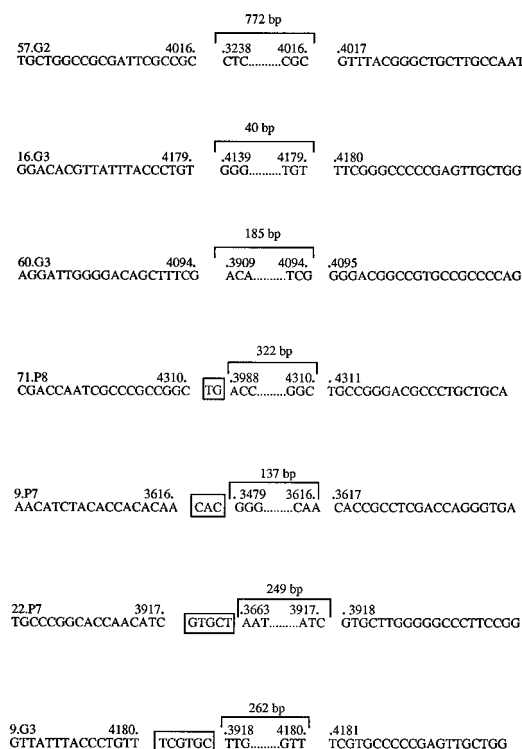 772 bp
57.G2 4016. .3238 4016. .4017
TGCTGGCCGCGATTCGCCGC CTC.........CGC GTTTACGGGCTGCTTGCCAAT
40 bp
16.G3 4179. .4139 4179. .4180
GGACACGTTATTTACCCTGT GGG.........TGT TTCGGGCCCCCGAGTTGCTGG
185 bp
60.G3 4094. .3909 4094. .4095
AGGATTGGGGACAGCTTTCG ACA.........TCG GGGACGGCCGTGCCGCCCCAG
322 bp
71.P8 4310. .3988 4310. .4311
CGACCAATCGCCCGCCGGC TG ACC.........GGC TGCCGGGACGCCCTGCTGCA
137 bp
9.P7 3616. .3479 3616. .3617
AACATCTACACCACACAA CAC GGG.........CAA CACCGCCTCGACCAGGGTGA
249 bp
22.P7 3917. .3663 3917. .3918
TGCCCGGCACCAACATC GTGCT AAT.........ATC GTGCTTGGGGGCCCTTCCGG
262 bp
9.G3 4180. .3918 4180. .4181
GTTATTTACCCTGTT TCGTGC TTG.........GTT TCGTGCCCCCGAGTTGCTGG